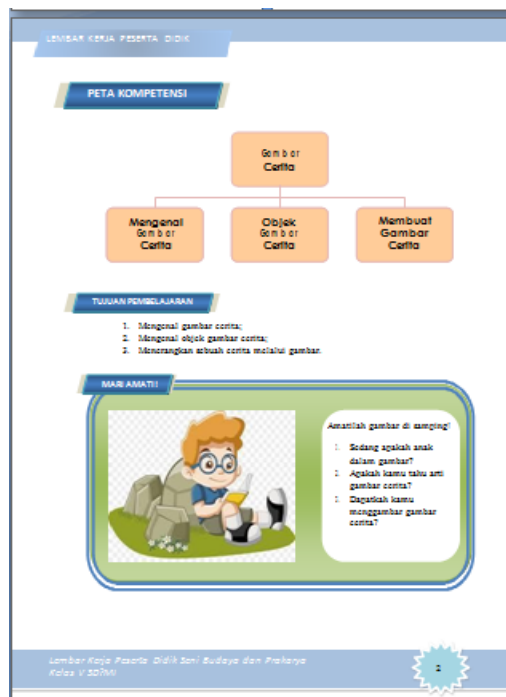 LEMBAR KERJA PESERTA DIDIK
PETA KOMPETENSI
Gambar
Cerita
Mengenal
Gambar
Cerita
Objek
Gambar
Cerita
Membuat
Gambar
Cerita
TUJUAN PEMBELAJARAN
1. Mengenal gambar cerita;
2. Mengenal objek gambar cerita;
3. Menerangkan sebuah cerita melalui gambar.
MARI AMATI!
Amatilah gambar di samping!
1. Sedang apakah anak
dalam gambar?
2. Apakah kamu tahu arti
gambar cerita?
3. Dapatkah kamu
menggambar gambar
cerita?
Lembar Kerja Peserta Didik Seni Budaya dan Prakarya
Kelas V SD/MI
2